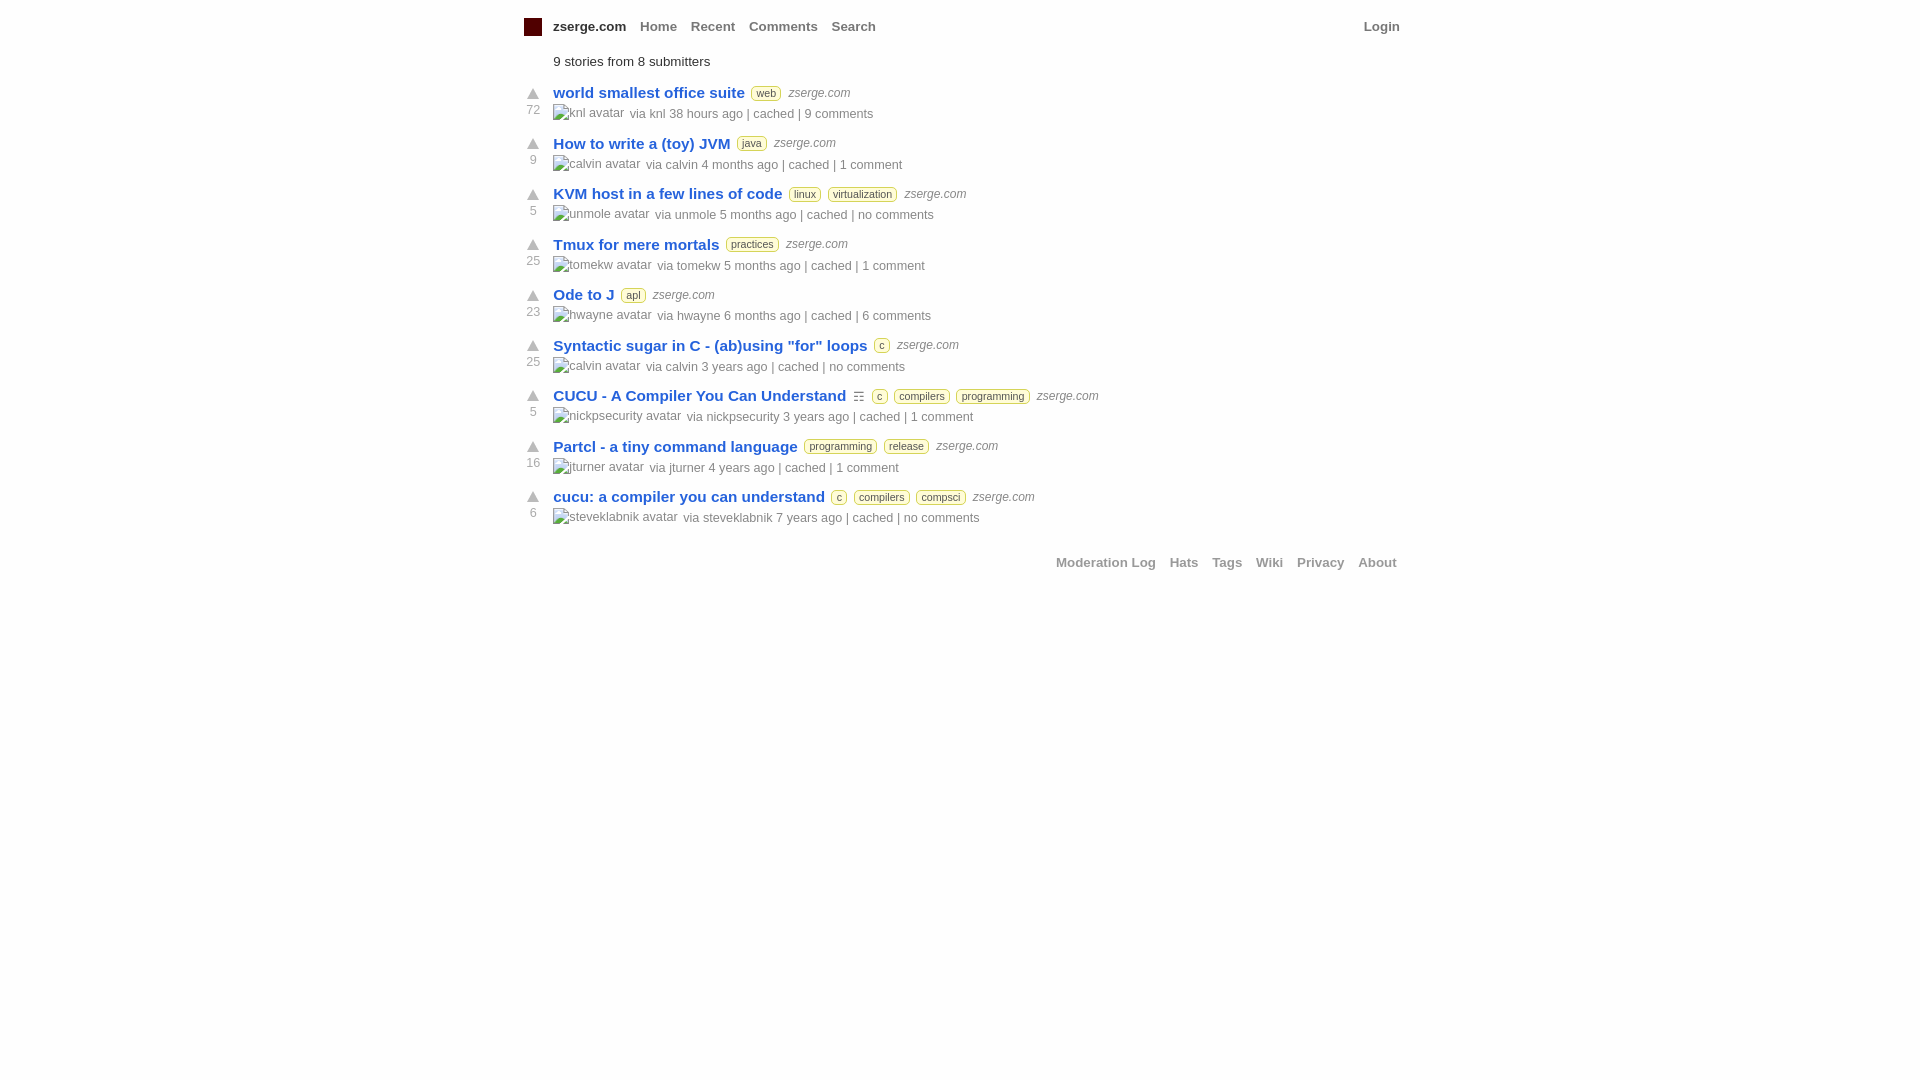 zserge.com Home Recent Comments Search Login
9 stories from 8 submitters
world smallest office suite web zserge.com
72
knl avatar via knl 38 hours ago | cached | 9 comments
How to write a (toy) JVM java zserge.com
9
calvin avatar via calvin 4 months ago | cached | 1 comment
KVM host in a few lines of code linux virtualization zserge.com
5
unmole avatar via unmole 5 months ago | cached | no comments
Tmux for mere mortals practices zserge.com
25
tomekw avatar via tomekw 5 months ago | cached | 1 comment
Ode to J apl zserge.com
23
hwayne avatar via hwayne 6 months ago | cached | 6 comments
Syntactic sugar in C - (ab)using "for" loops c zserge.com
25
calvin avatar via calvin 3 years ago | cached | no comments
CUCU - A Compiler You Can Understand ☶ c compilers programming zserge.com
5
nickpsecurity avatar via nickpsecurity 3 years ago | cached | 1 comment
Partcl - a tiny command language programming release zserge.com
16
jturner avatar via jturner 4 years ago | cached | 1 comment
cucu: a compiler you can understand c compilers compsci zserge.com
6
steveklabnik avatar via steveklabnik 7 years ago | cached | no comments
Moderation Log Hats Tags Wiki Privacy About